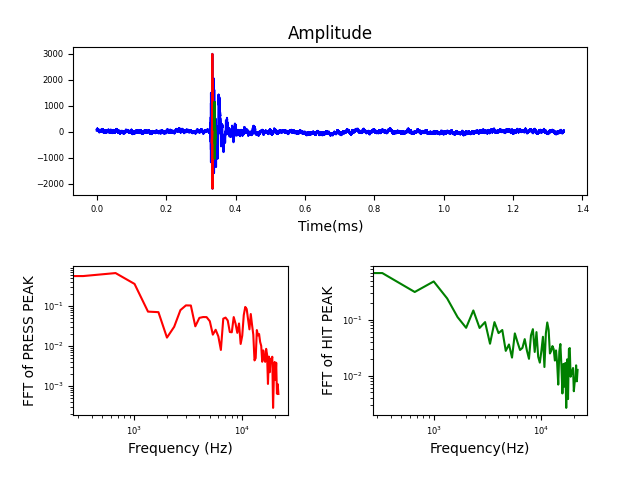 Amplitude
3000
2000
1000
0
−1000
−2000
0.0 0.2 0.4 0.6 0.8 1.0 1.2 1.4
Time(ms)
FFT of PRESS PEAK
10⁻¹
10⁻²
10⁻³
10³ 10⁴
Frequency (Hz)
FFT of HIT PEAK
10⁻¹
10⁻²
10³ 10⁴
Frequency(Hz)